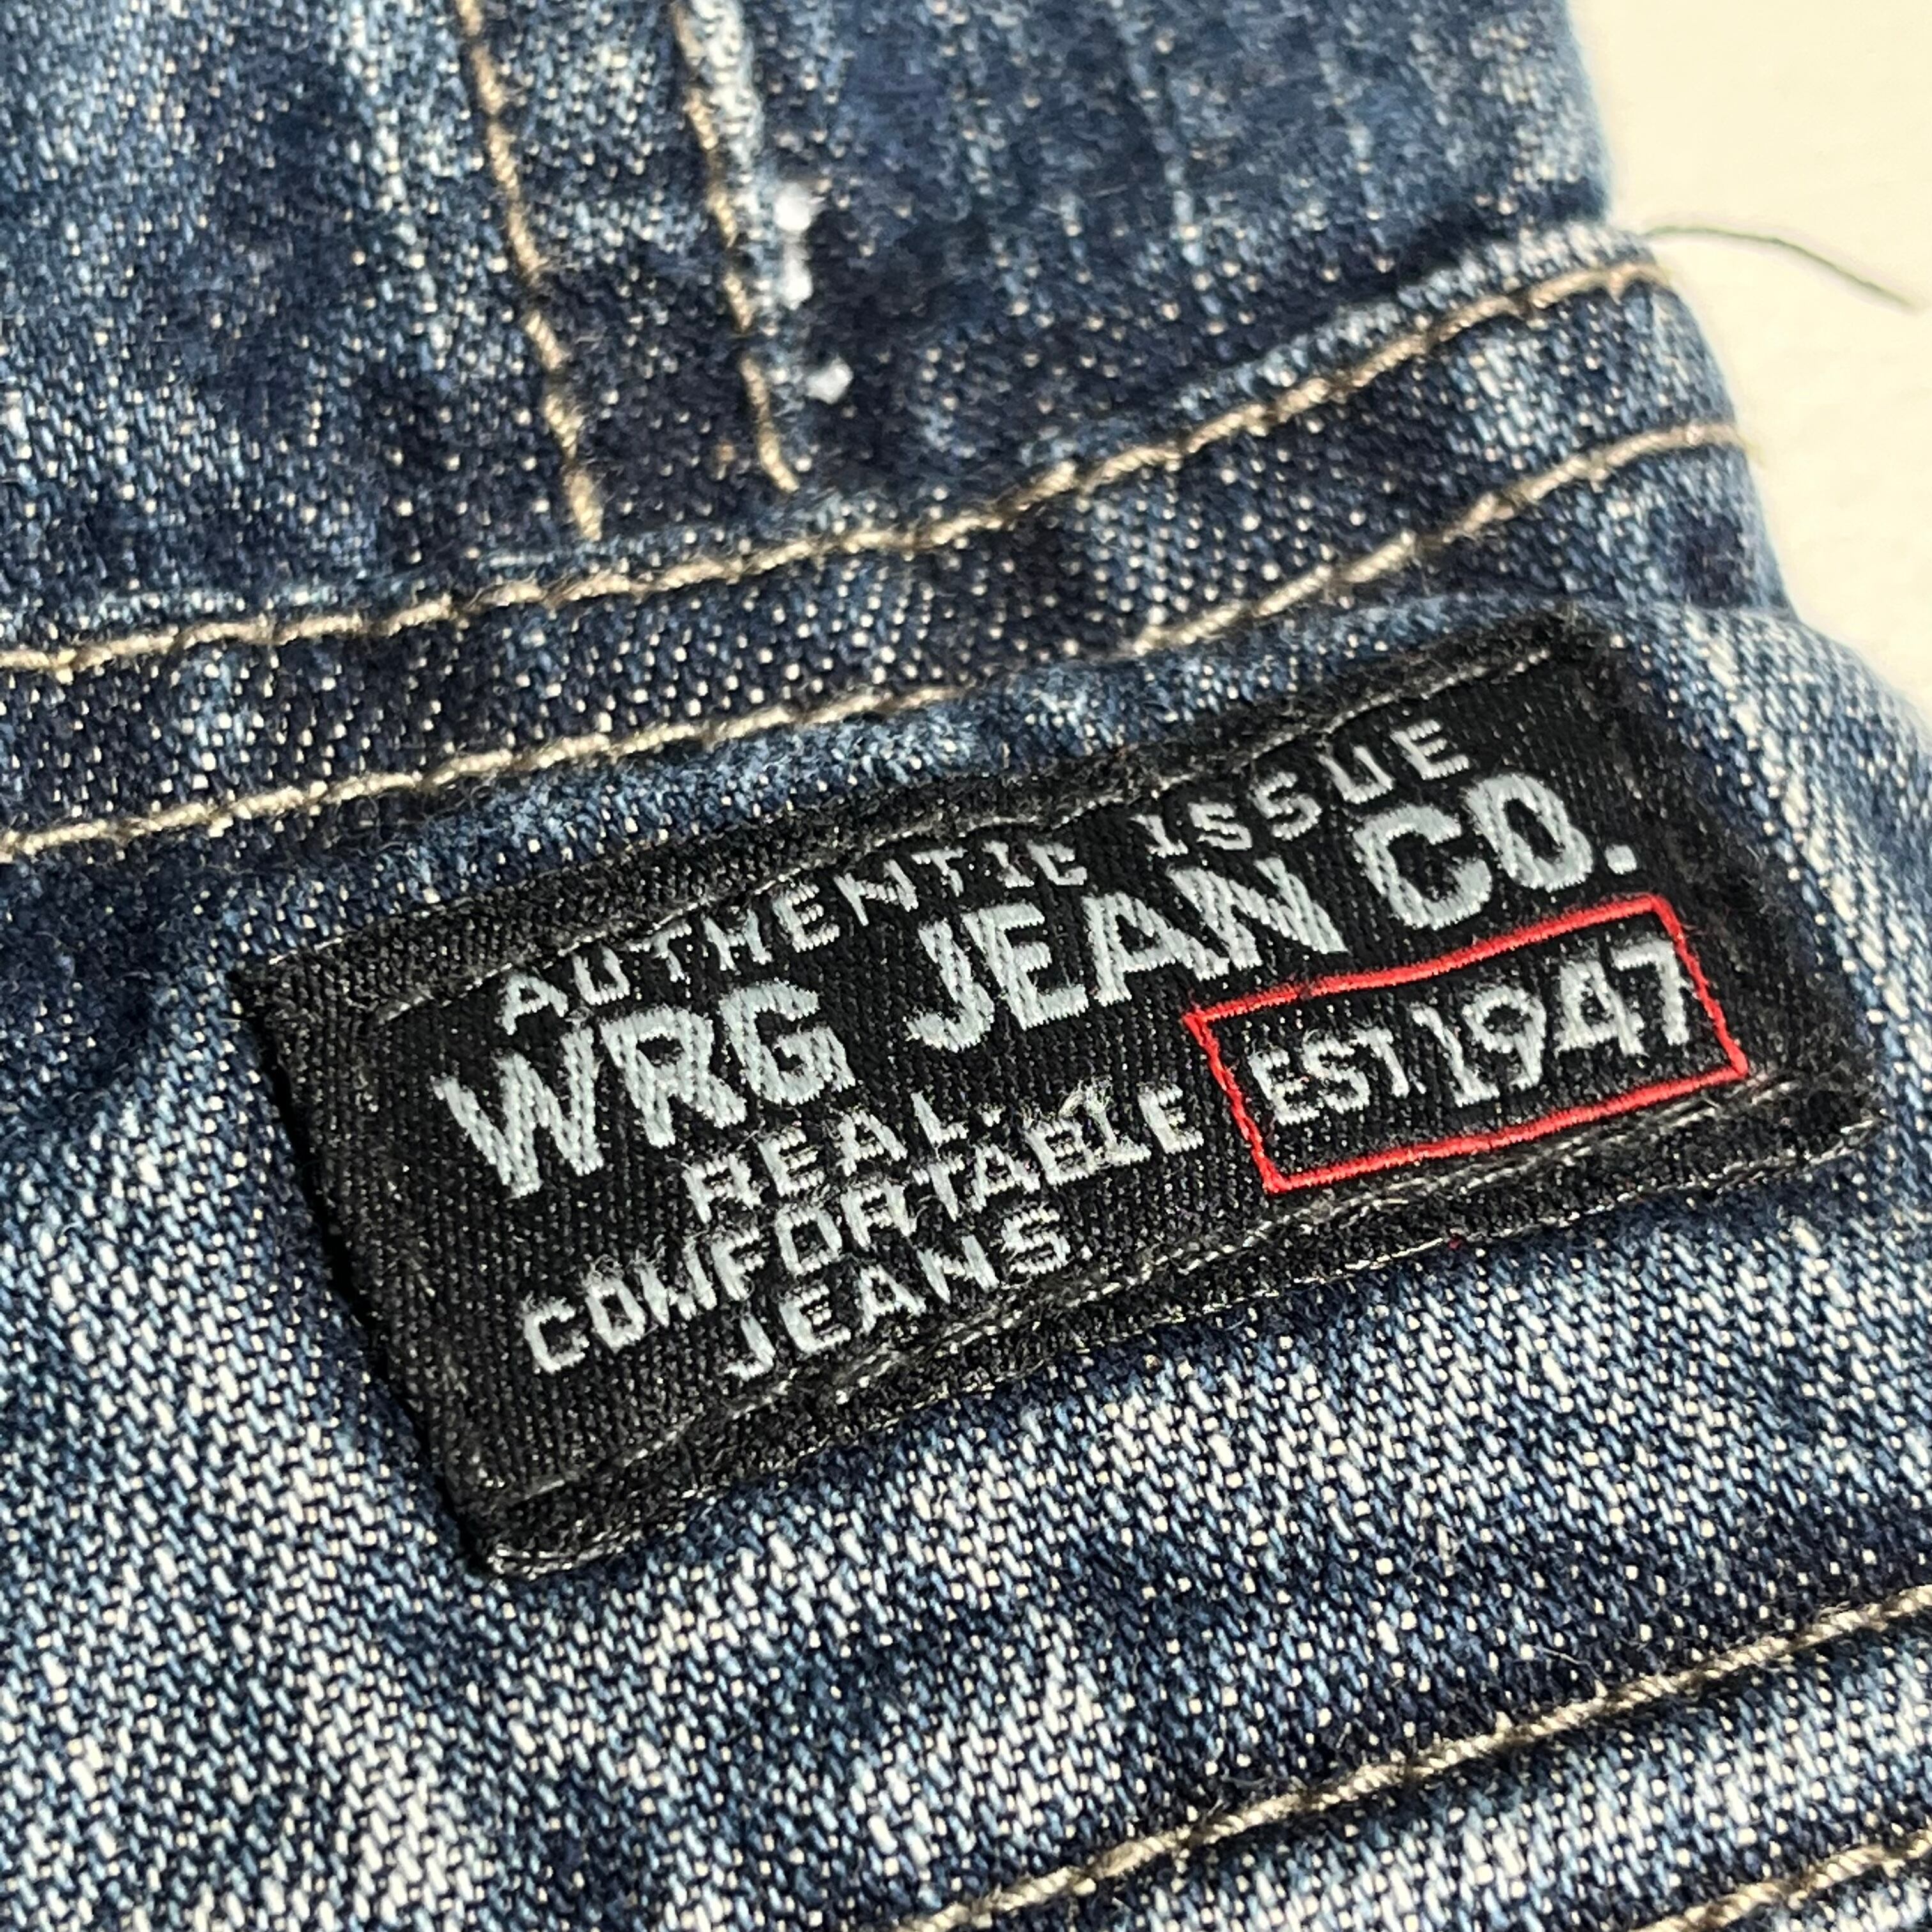 AUTHENTIC ISSUE
WRG JEAN CO.
REAL.
COMFORTABLE
JEANS.
EST. 1947